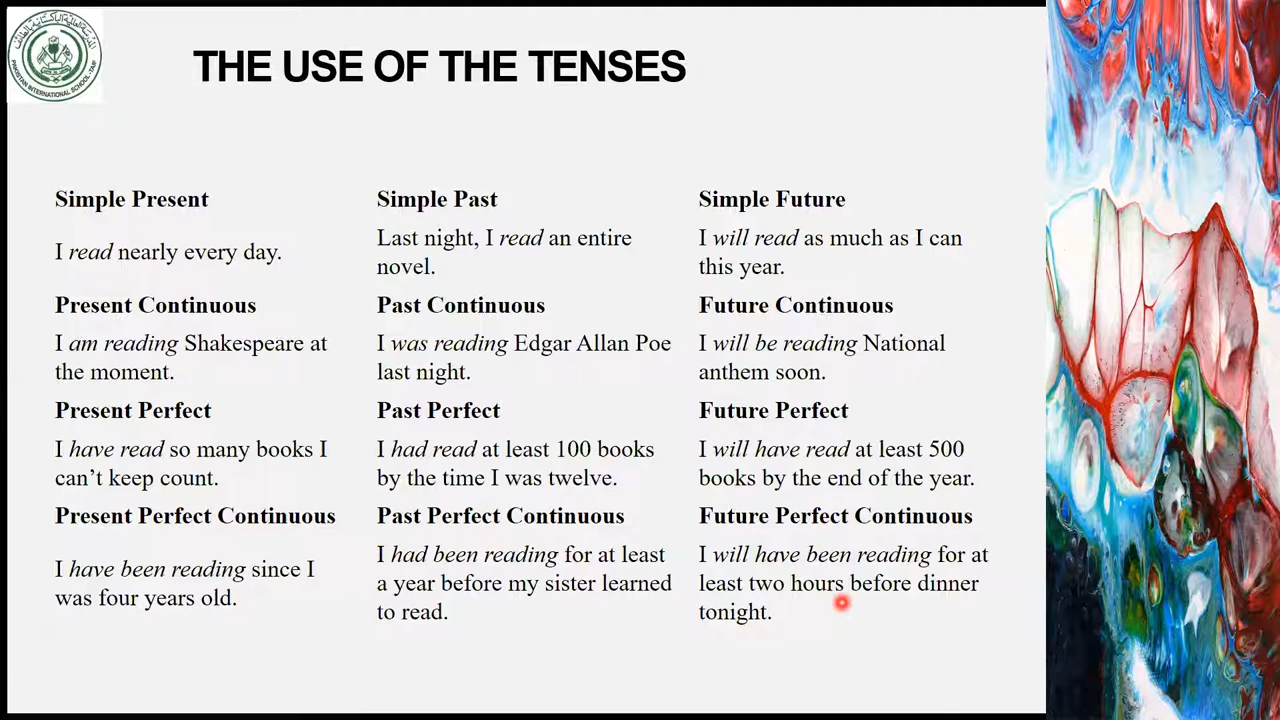 THE USE OF THE TENSES
PAKISTAN INTERNATIONAL SCHOOL -TAIF
Simple Present
Simple Past
Simple Future
I read nearly every day.
Last night, I read an entire
novel.
I will read as much as I can
this year.
Present Continuous
Past Continuous
Future Continuous
I am reading Shakespeare at
the moment.
I was reading Edgar Allan Poe
last night.
I will be reading National
anthem soon.
Present Perfect
Past Perfect
Future Perfect
I have read so many books I
can’t keep count.
I had read at least 100 books
by the time I was twelve.
I will have read at least 500
books by the end of the year.
Present Perfect Continuous
Past Perfect Continuous
Future Perfect Continuous
I have been reading since I
was four years old.
I had been reading for at least
a year before my sister learned
to read.
I will have been reading for at
least two hours before dinner
tonight.